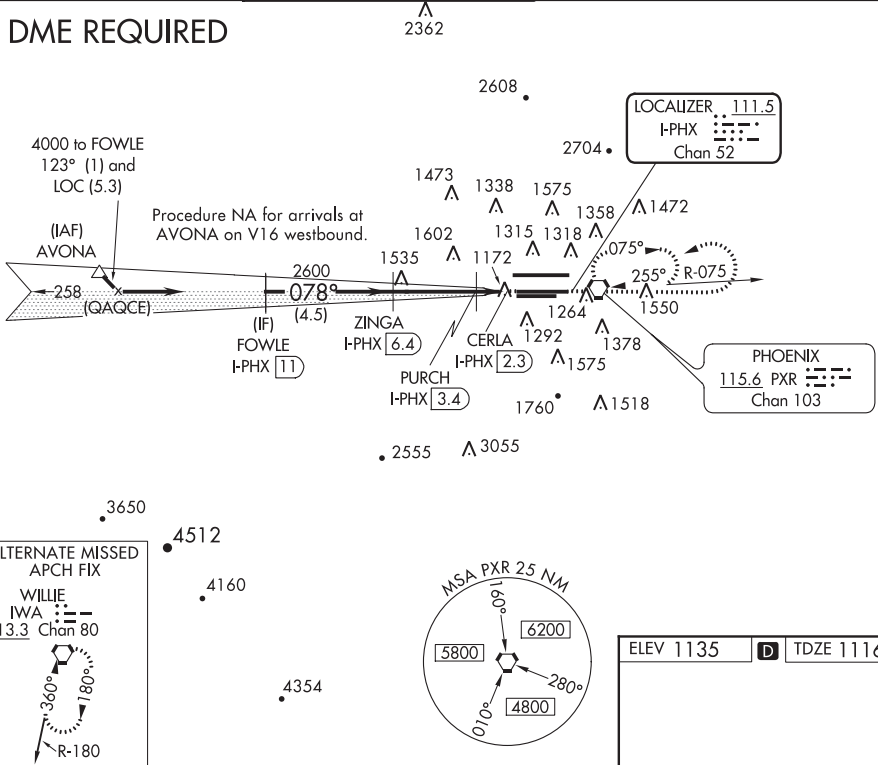 DME REQUIRED
2362
2608
LOCALIZER 111.5
I-PHX
Chan 52
2704
4000 to FOWLE
123° (1) and
LOC (5.3)
1473
1338
1575
1358
1472
(IAF)
AVONA
Procedure NA for arrivals at
AVONA on V16 westbound.
1602
1315
1318
075°
1535
1172
2600
255°
R-075
258
078°
(QAQCE)
(4.5)
1264
1550
(IF)
FOWLE
I-PHX 11
ZINGA
I-PHX 6.4
CERLA
I-PHX 2.3
1292
1378
1575
PURCH
I-PHX 3.4
PHOENIX
115.6 PXR
Chan 103
1760
1518
2555
3055
3650
4512
LTERNATE MISSED
APCH FIX
WILLIE
IWA
13.3 Chan 80
360°
180°
R-180
4160
4354
MSA PXR 25 NM
160°
6200
5800
280°
4800
010°
ELEV 1135
D
TDZE 1116